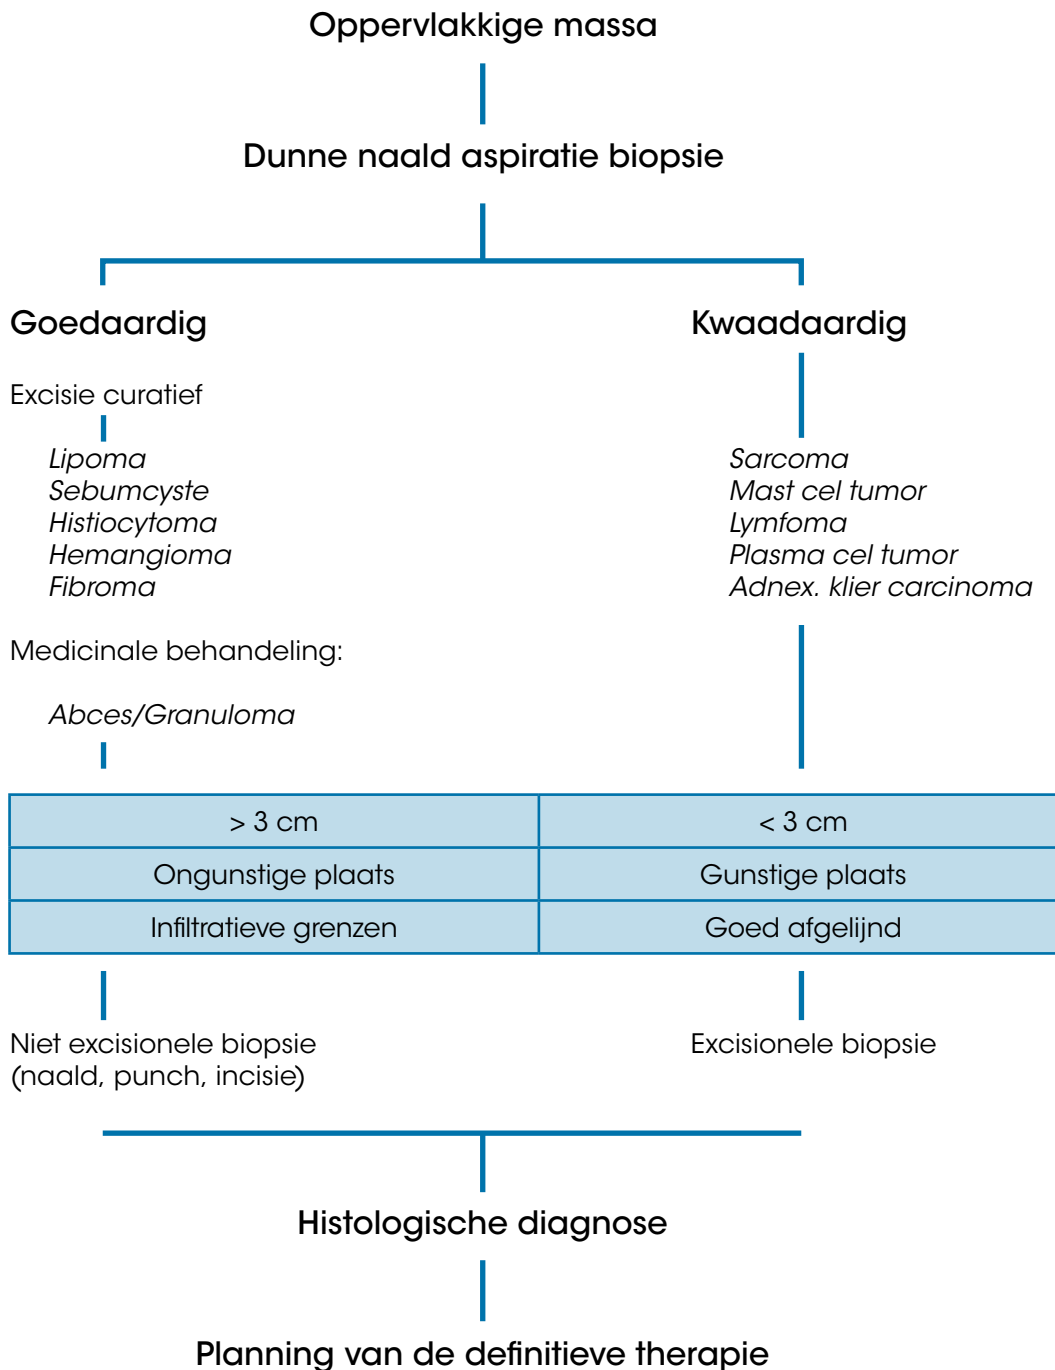 Oppervlakkige massa
Dunne naald aspiratie biopsie
Goedaardig
Kwaadaardig
Excisie curatief
Lipoma
Sebumcyste
Histiocytoma
Hemangioma
Fibroma
Sarcoma
Mast cel tumor
Lymfoma
Plasma cel tumor
Adnex. klier carcinoma
Medicinale behandeling:
Abces/Granuloma
> 3 cm
< 3 cm
Ongunstige plaats
Gunstige plaats
Infiltratieve grenzen
Goed afgelijnd
Niet excisionele biopsie
(naald, punch, incisie)
Excisionele biopsie
Histologische diagnose
Planning van de definitieve therapie